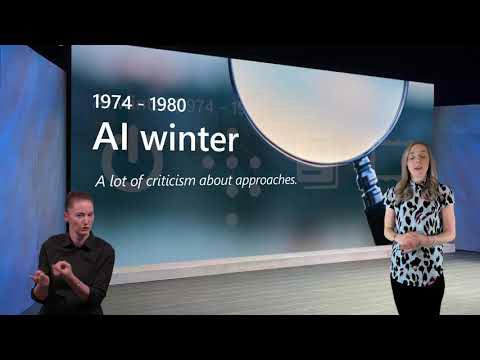 1974 - 1980
AI winter
A lot of criticism about approaches.